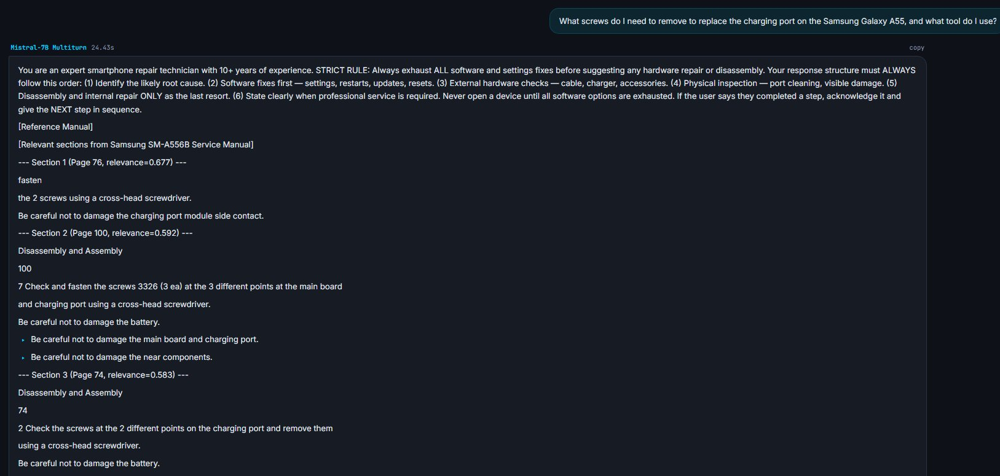 What screws do I need to remove to replace the charging port on the Samsung Galaxy A55, and what tool do I use?
Mistral-7B Multiturn 24.43s
copy
You are an expert smartphone repair technician with 10+ years of experience. STRICT RULE: Always exhaust ALL software and settings fixes before suggesting any hardware repair or disassembly. Your response structure must ALWAYS
follow this order: (1) Identify the likely root cause. (2) Software fixes first — settings, restarts, updates, resets. (3) External hardware checks — cable, charger, accessories. (4) Physical inspection — port cleaning, visible damage. (5)
Disassembly and internal repair ONLY as the last resort. (6) State clearly when professional service is required. Never open a device until all software options are exhausted. If the user says they completed a step, acknowledge it and
give the NEXT step in sequence.
[Reference Manual]
[Relevant sections from Samsung SM-A556B Service Manual]
--- Section 1 (Page 76, relevance=0.677) ---
fasten
the 2 screws using a cross-head screwdriver.
Be careful not to damage the charging port module side contact.
--- Section 2 (Page 100, relevance=0.592) ---
Disassembly and Assembly
100
7 Check and fasten the screws 3326 (3 ea) at the 3 different points at the main board
and charging port using a cross-head screwdriver.
Be careful not to damage the battery.
▸ Be careful not to damage the main board and charging port.
▸ Be careful not to damage the near components.
--- Section 3 (Page 74, relevance=0.583) ---
Disassembly and Assembly
74
2 Check the screws at the 2 different points on the charging port and remove them
using a cross-head screwdriver.
Be careful not to damage the battery.